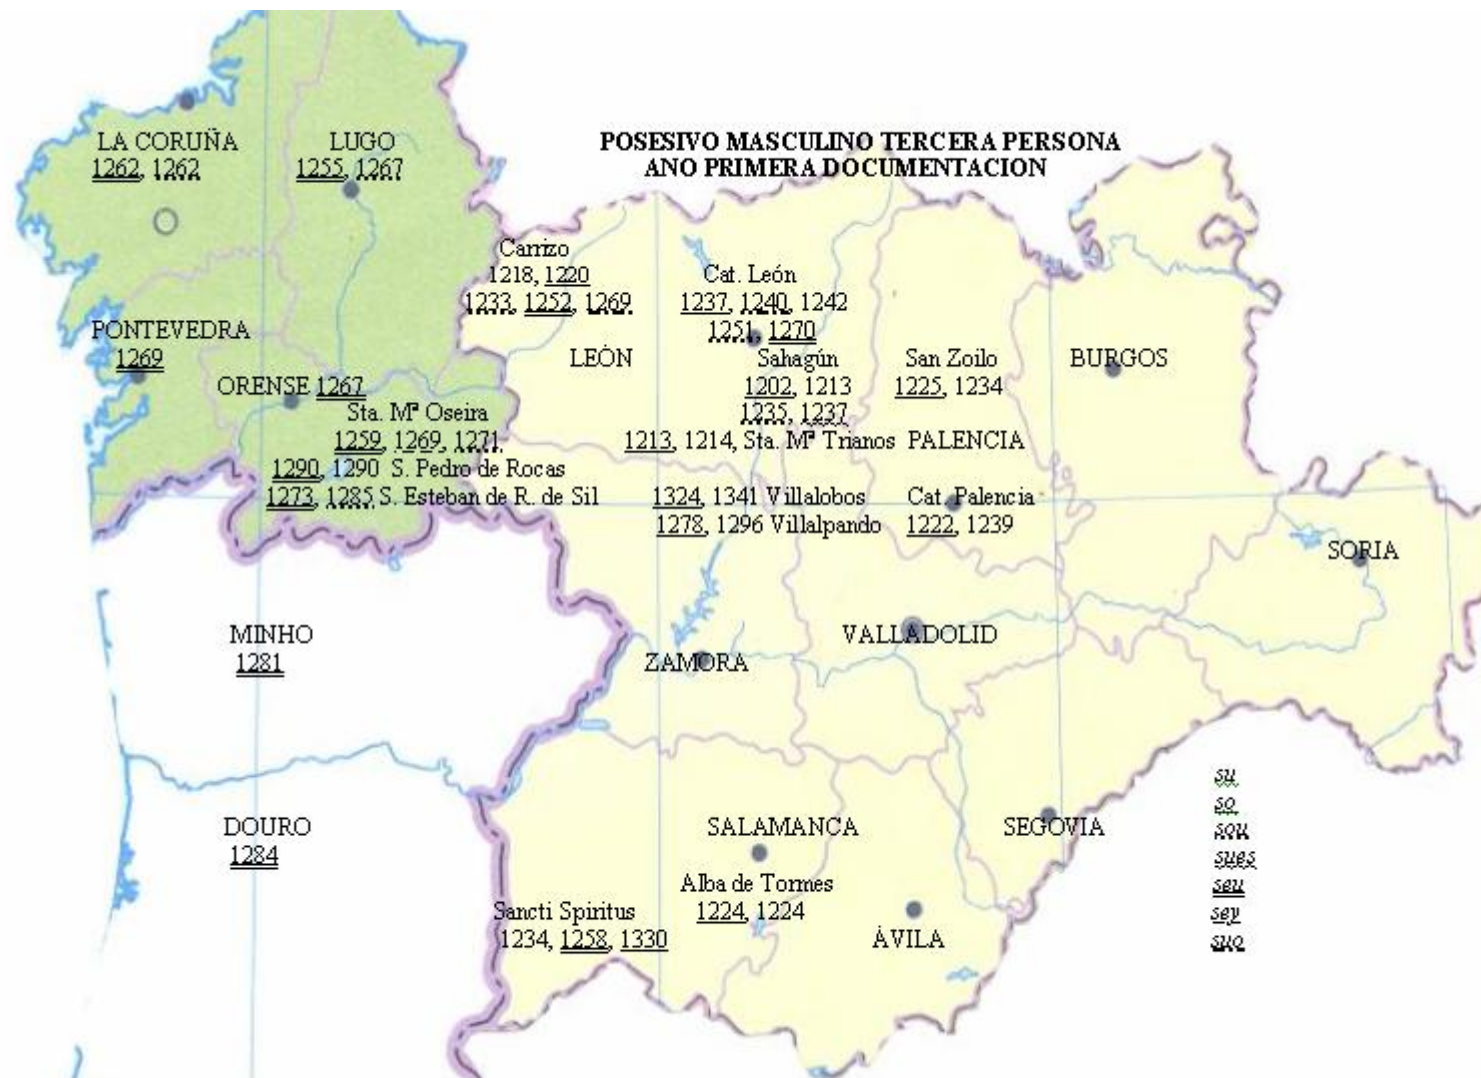 POSESIVO MASCULINO TERCERA PERSONA
ANO PRIMERA DOCUMENTACION
LA CORUÑA
1262, 1262
LUGO
1255, 1267
Carrizo
1218, 1220
1233, 1252, 1269
Cat. León
1237, 1240, 1242
1251, 1270
PONTEVEDRA
1269
LEÓN
Sahagún
1202, 1213
1235, 1237
San Zoilo
1225, 1234
BURGOS
ORENSE 1267
Sta. Mª Oseira
1259, 1269, 1271
1290, 1290 S. Pedro de Rocas
1273, 1285 S. Esteban de R. de Sil
1213, 1214, Sta. Mª Trianos
PALENCIA
1324, 1341 Villalobos
1278, 1296 Villalpando
Cat. Palencia
1222, 1239
SORIA
MINHO
1281
ZAMORA
VALLADOLID
DOURO
1284
SALAMANCA
SEGOVIA
Alba de Tormes
1224, 1224
Sancti Spiritus
1234, 1258, 1330
ÁVILA
su
so
sou
sues
seu
sey
suo